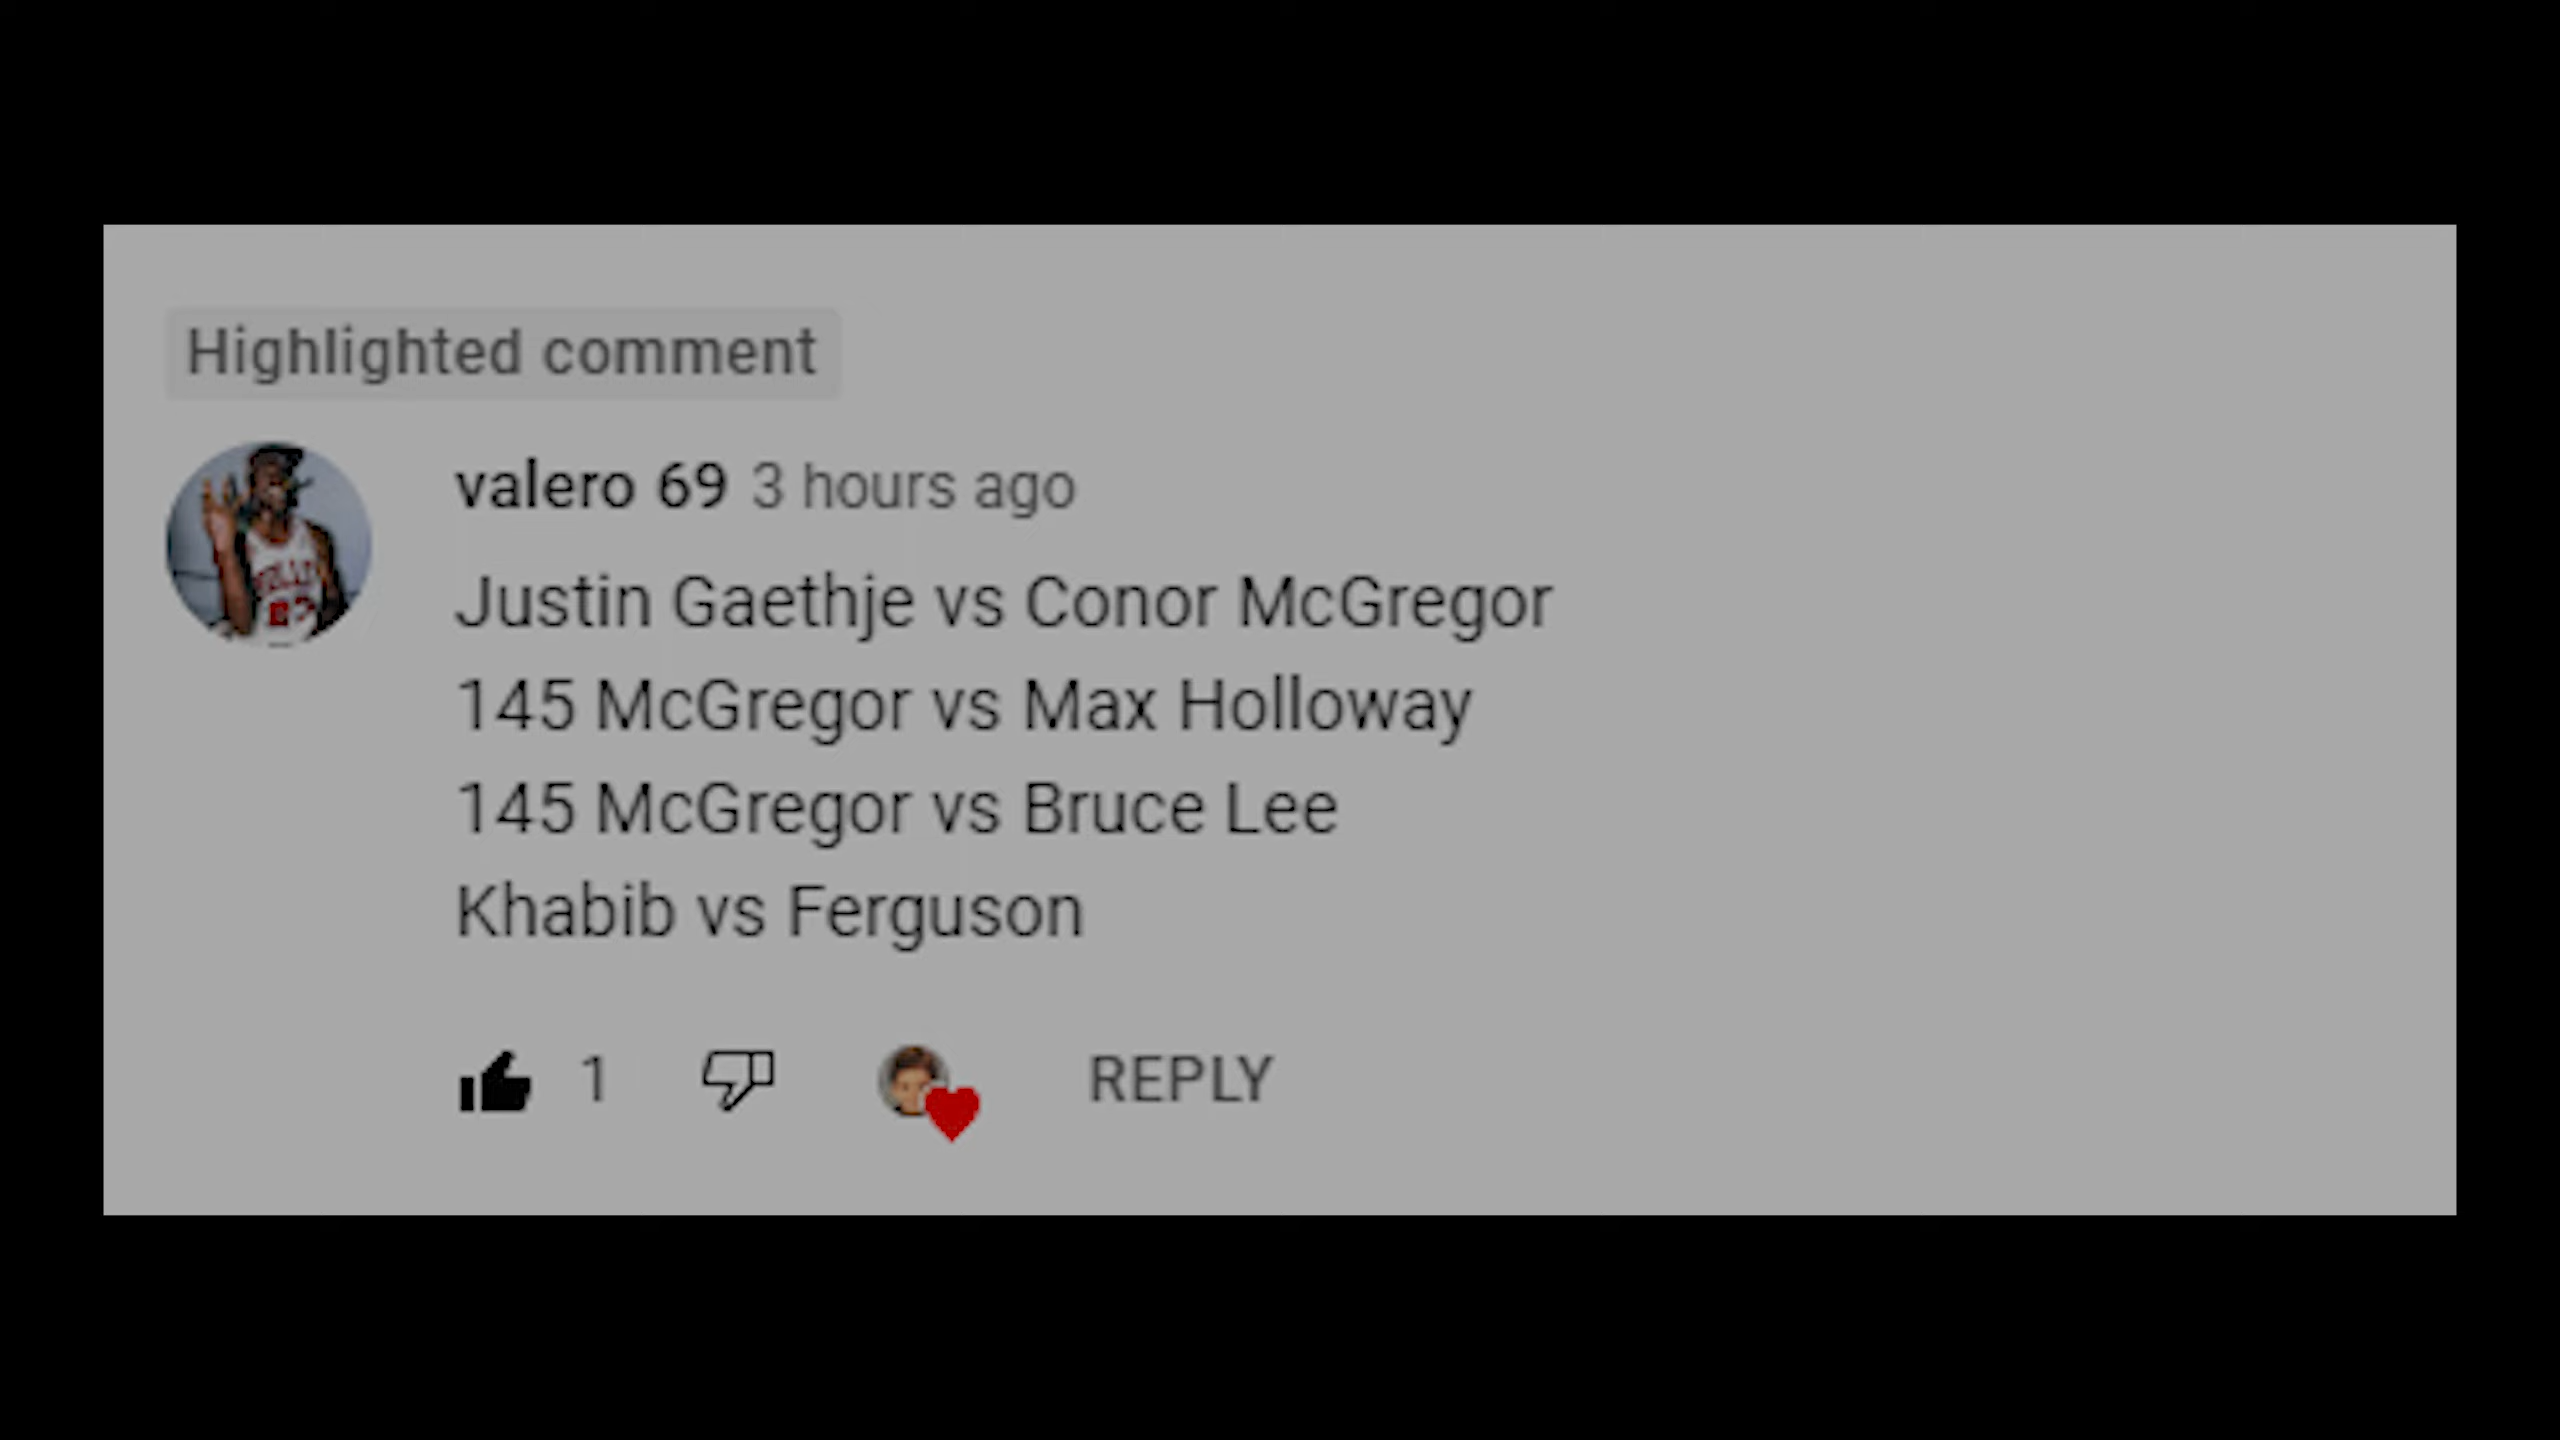 Highlighted comment
valero 69 3 hours ago
Justin Gaethje vs Conor McGregor
145 McGregor vs Max Holloway
145 McGregor vs Bruce Lee
Khabib vs Ferguson
1 REPLY